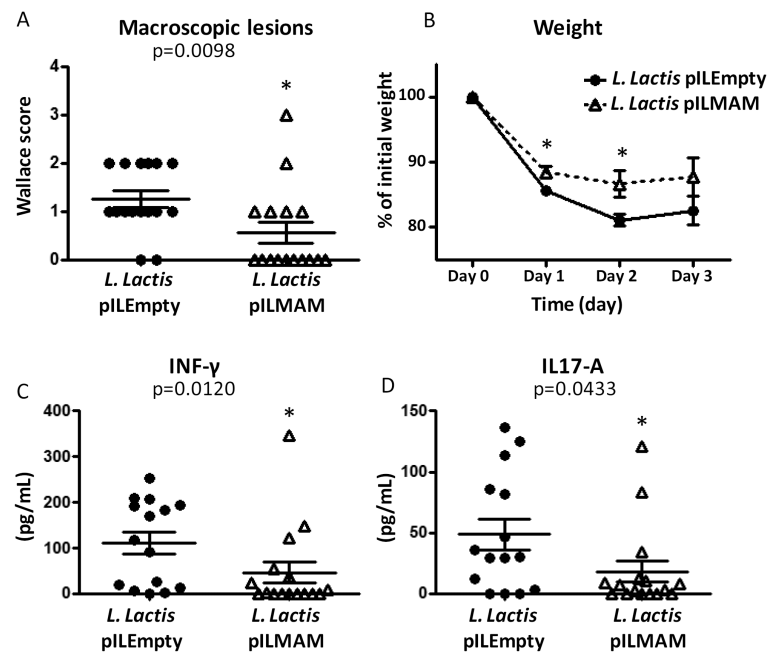 A
Macroscopic lesions
p=0.0098
*
Wallace score
4
3
2
1
0
L. Lactis
pILEmpty
L. Lactis
pILMAM
B
Weight
L. Lactis pILEmpty
L. Lactis pILMAM
% of initial weight
100
90
80
*
*
Day 0
Day 1
Day 2
Day 3
Time (day)
C
INF-γ
p=0.0120
*
(pg/mL)
400
300
200
100
0
L. Lactis
pILEmpty
L. Lactis
pILMAM
D
IL17-A
p=0.0433
*
(pg/mL)
150
100
50
0
L. Lactis
pILEmpty
L. Lactis
pILMAM